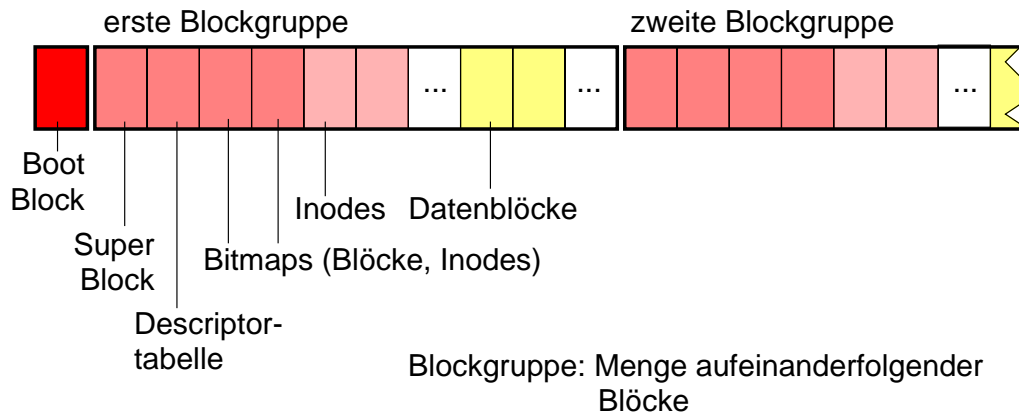 erste Blockgruppe
zweite Blockgruppe
...
...
...
Boot
Block
Inodes
Datenblöcke
Super
Block
Bitmaps (Blöcke, Inodes)
Descriptor-
tabelle
Blockgruppe: Menge aufeinanderfolgender
Blöcke